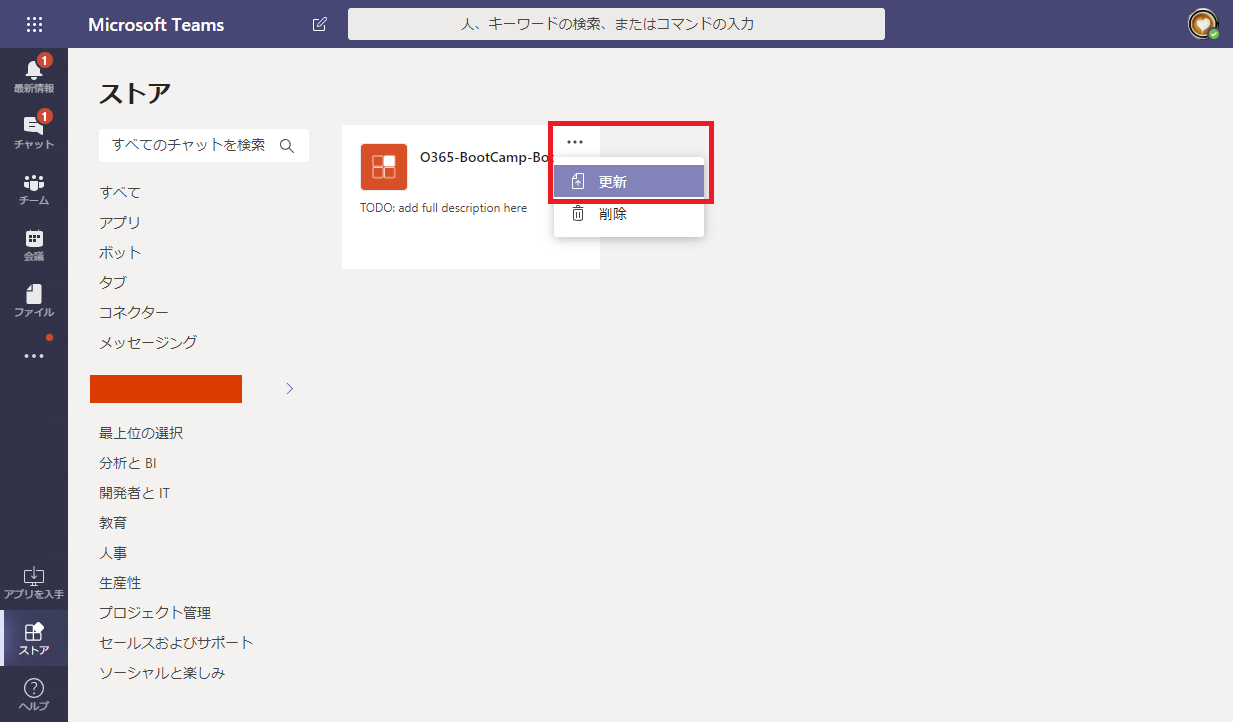 Microsoft Teams
人、キーワードの検索、またはコマンドの入力
1
最新情報
1
チャット
チーム
会議
ファイル
アプリを入手
ストア
ヘルプ
ストア
すべてのチャットを検索
すべて
アプリ
ボット
タブ
コネクター
メッセージング
最上位の選択
分析と BI
開発者と IT
教育
人事
生産性
プロジェクト管理
セールスおよびサポート
ソーシャルと楽しみ
O365-BootCamp-Bo
TODO: add full description here
更新
削除